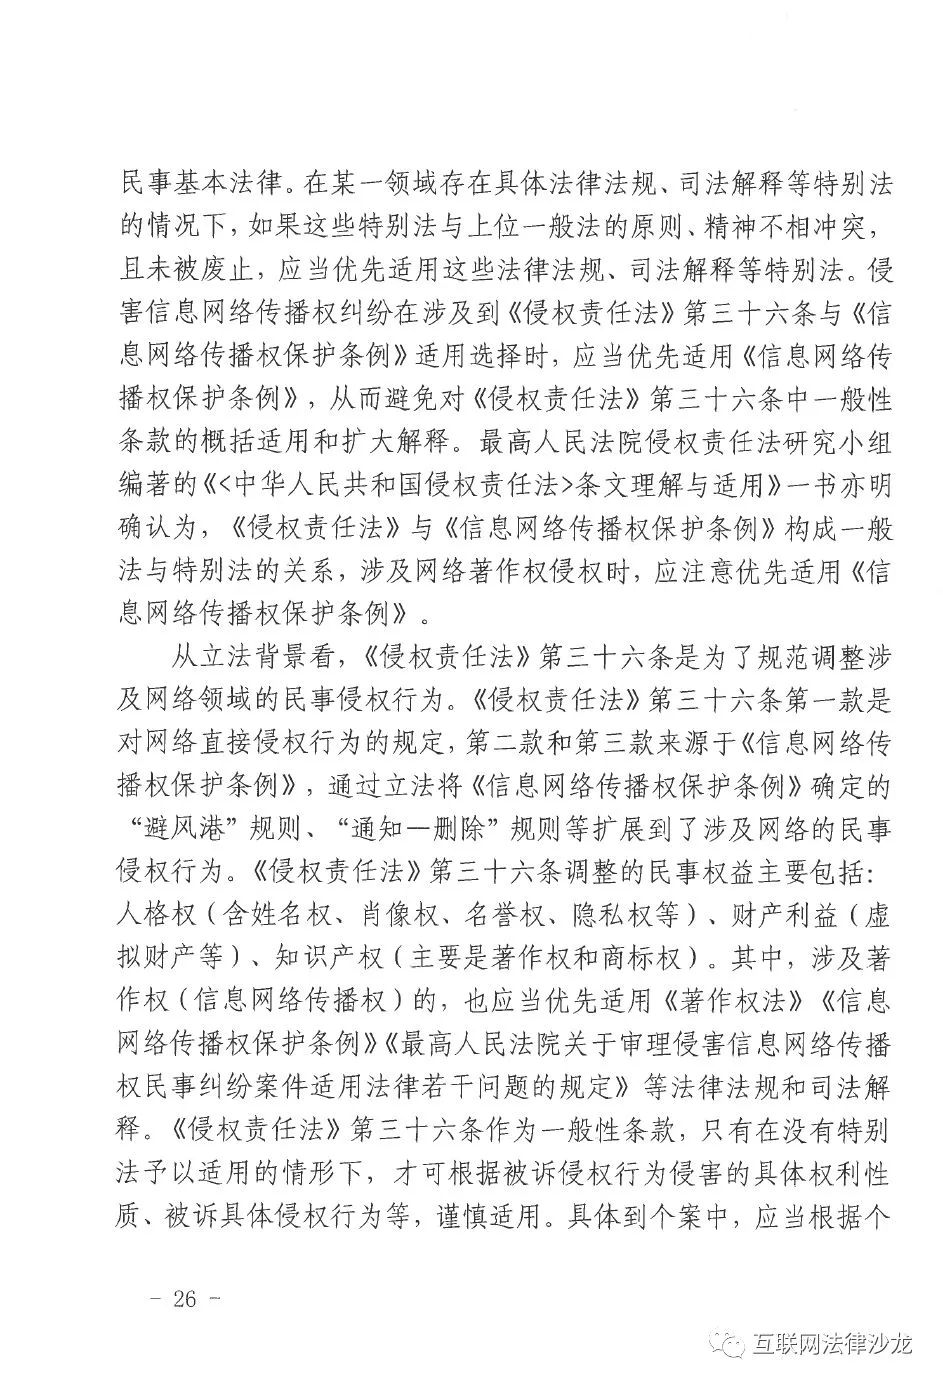 民事基本法律。在某一领域存在具体法律法规、司法解释等特别法
的情况下，如果这些特别法与上位一般法的原则、精神不相冲突，
且未被废止，应当优先适用这些法律法规、司法解释等特别法。侵
害信息网络传播权纠纷在涉及到《侵权责任法》第三十六条与《信
息网络传播权保护条例》适用选择时，应当优先适用《信息网络传
播权保护条例》，从而避免对《侵权责任法》第三十六条中一般性
条款的概括适用和扩大解释。最高人民法院侵权责任法研究小组
编著的《<中华人民共和国侵权责任法>条文理解与适用》一书亦明
确认为，《侵权责任法》与《信息网络传播权保护条例》构成一般
法与特别法的关系，涉及网络著作权侵权时，应注意优先适用《信
息网络传播权保护条例》。
从立法背景看，《侵权责任法》第三十六条是为了规范调整涉
及网络领域的民事侵权行为。《侵权责任法》第三十六条第一款是
对网络直接侵权行为的规定，第二款和第三款来源于《信息网络传
播权保护条例》，通过立法将《信息网络传播权保护条例》确定的
“避风港”规则、“通知—删除”规则等扩展到了涉及网络的民事
侵权行为。《侵权责任法》第三十六条调整的民事权益主要包括：
人格权（含姓名权、肖像权、名誉权、隐私权等）、财产利益（虚
拟财产等）、知识产权（主要是著作权和商标权）。其中，涉及著
作权（信息网络传播权）的，也应当优先适用《著作权法》《信息
网络传播权保护条例》《最高人民法院关于审理侵害信息网络传播
权民事纠纷案件适用法律若干问题的规定》等法律法规和司法解
释。《侵权责任法》第三十六条作为一般性条款，只有在没有特别
法予以适用的情形下，才可根据被诉侵权行为侵害的具体权利性
质、被诉具体侵权行为等，谨慎适用。具体到个案中，应当根据个
- 26 -
互联网法律沙龙